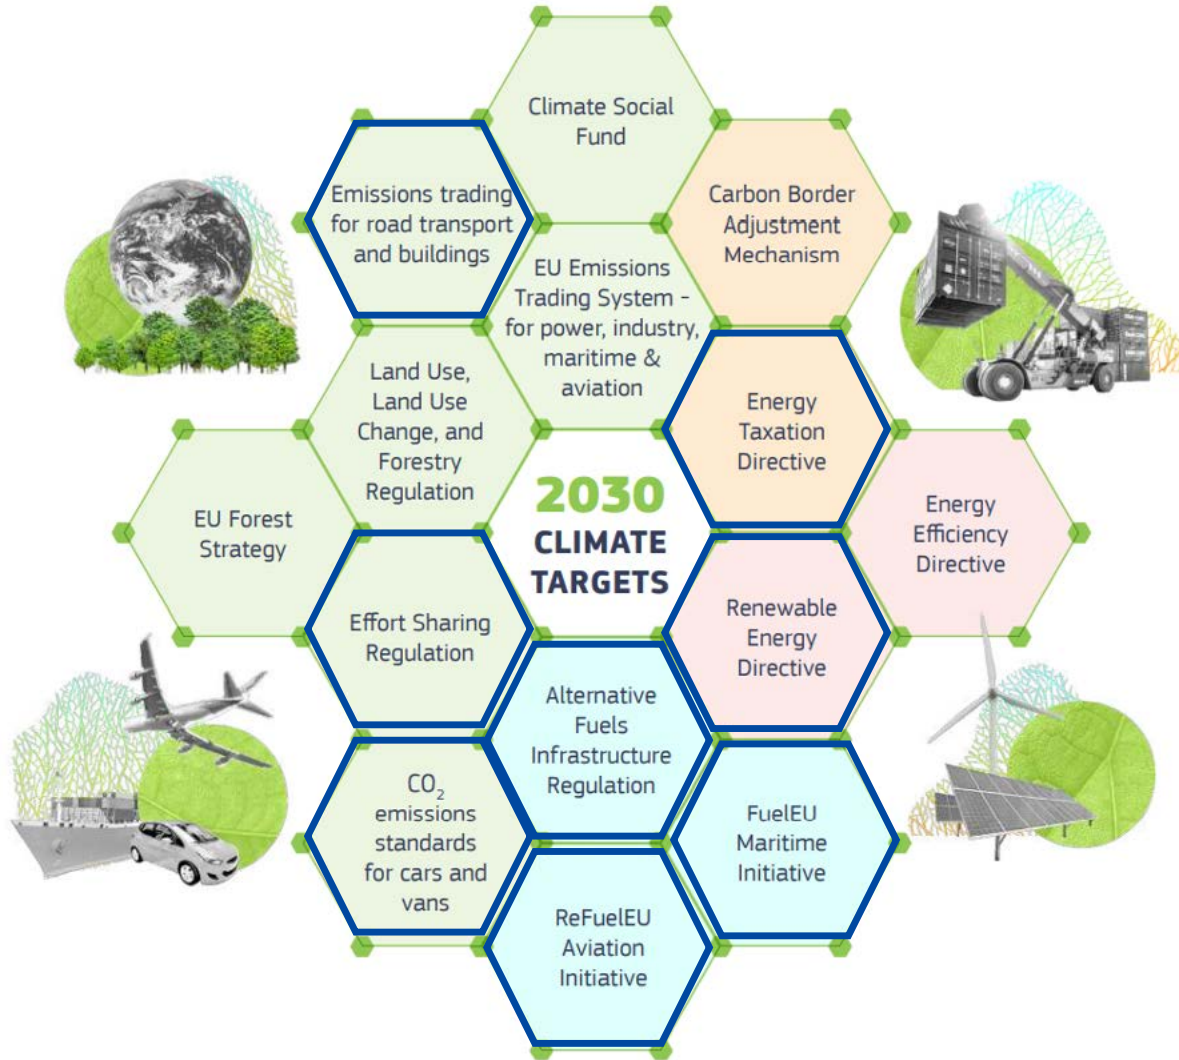 Climate Social
Fund
Emissions trading
for road transport
and buildings
Carbon Border
Adjustment
Mechanism
EU Emissions
Trading System –
for power, industry,
maritime &
aviation
Land Use,
Land Use
Change, and
Forestry
Regulation
Energy
Taxation
Directive
EU Forest
Strategy
2030
CLIMATE
TARGETS
Energy
Efficiency
Directive
Effort Sharing
Regulation
Renewable
Energy
Directive
Alternative
Fuels
Infrastructure
Regulation
CO₂
emissions
standards
for cars and
vans
FuelEU
Maritime
Initiative
ReFuelEU
Aviation
Initiative